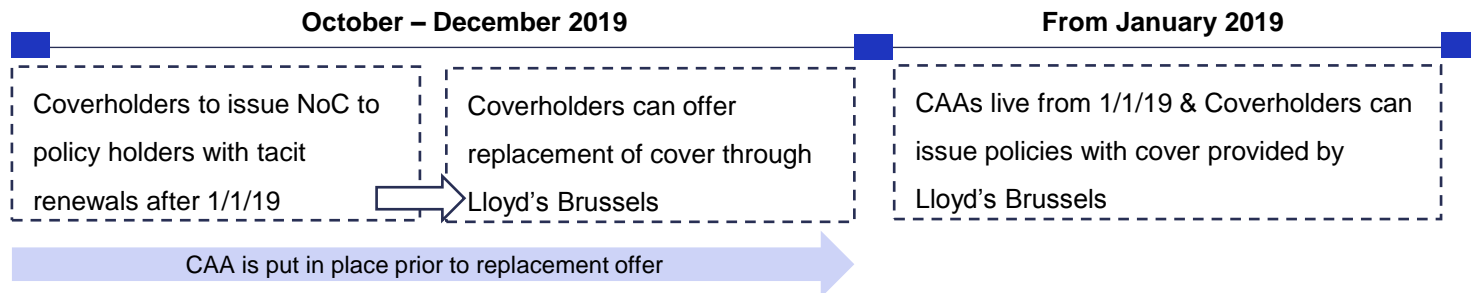 October – December 2019
From January 2019
Coverholders to issue NoC to
policy holders with tacit
renewals after 1/1/19
Coverholders can offer
replacement of cover through
Lloyd’s Brussels
CAAs live from 1/1/19 & Coverholders can
issue policies with cover provided by
Lloyd’s Brussels
CAA is put in place prior to replacement offer